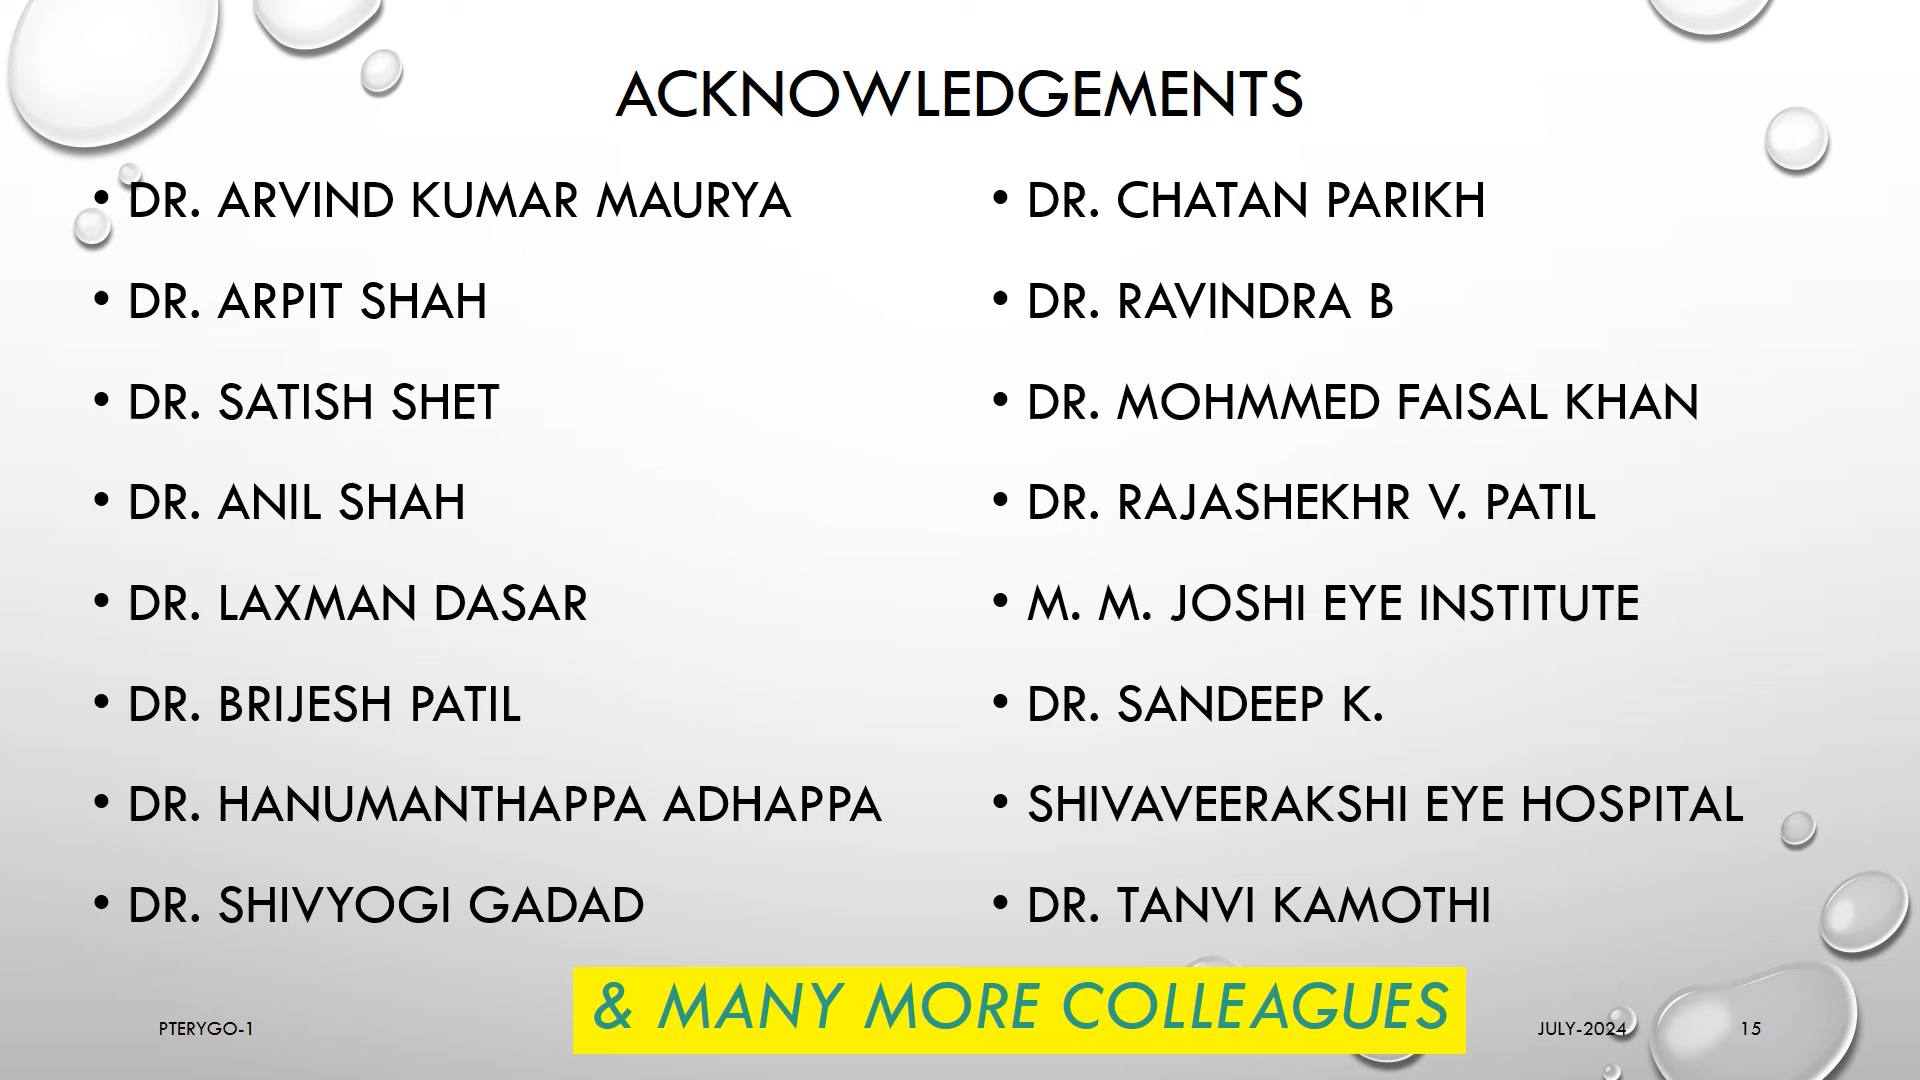 ACKNOWLEDGEMENTS
• DR. ARVIND KUMAR MAURYA
• DR. ARPIT SHAH
• DR. SATISH SHET
• DR. ANIL SHAH
• DR. LAXMAN DASAR
• DR. BRIJESH PATIL
• DR. HANUMANTHAPPA ADHAPPA
• DR. SHIVYOGI GADAD
• DR. CHATAN PARIKH
• DR. RAVINDRA B
• DR. MOHMMED FAISAL KHAN
• DR. RAJASHEKHR V. PATIL
• M. M. JOSHI EYE INSTITUTE
• DR. SANDEEP K.
• SHIVAVEERAKSHI EYE HOSPITAL
• DR. TANVI KAMOTHI
& MANY MORE COLLEAGUES
PTERYGO-1
JULY-2024
15